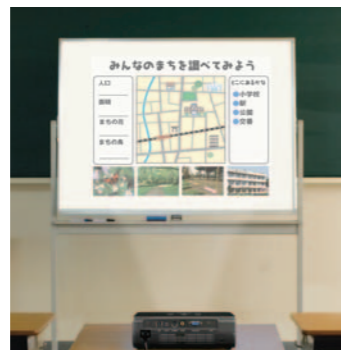 みんなのまちを調べてみよう
人口
面積
まちの花
まちの鳥
どこにあるかな
小学校
駅
公園
交番